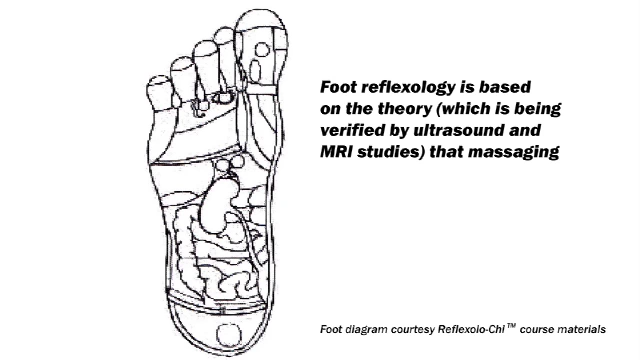 Foot reflexology is based
on the theory (which is being
verified by ultrasound and
MRI studies) that massaging
Foot diagram courtesy Reflexolo-Chl™ course materials